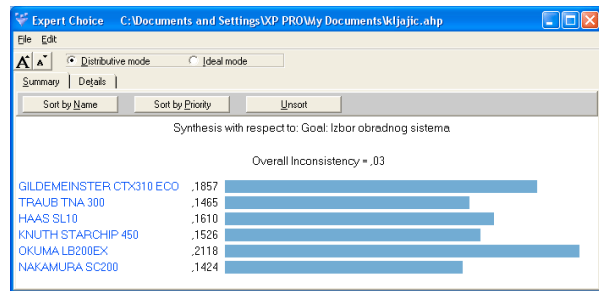 Expert Choice C:\Documents and Settings\XP PRO\My Documents\kljajic.ahp
File Edit
A A Distributive mode Ideal mode
Summary Details
Sort by Name Sort by Priority Unsort
Synthesis with respect to: Goal: Izbor obradnog sistema
Overall Inconsistency = ,03
GILDEMEINSTER CTX310 ECO ,1857
TRAUB TNA 300 ,1465
HAAS SL10 ,1610
KNUTH STARCHIP 450 ,1526
OKUMA LB200EX ,2118
NAKAMURA SC200 ,1424